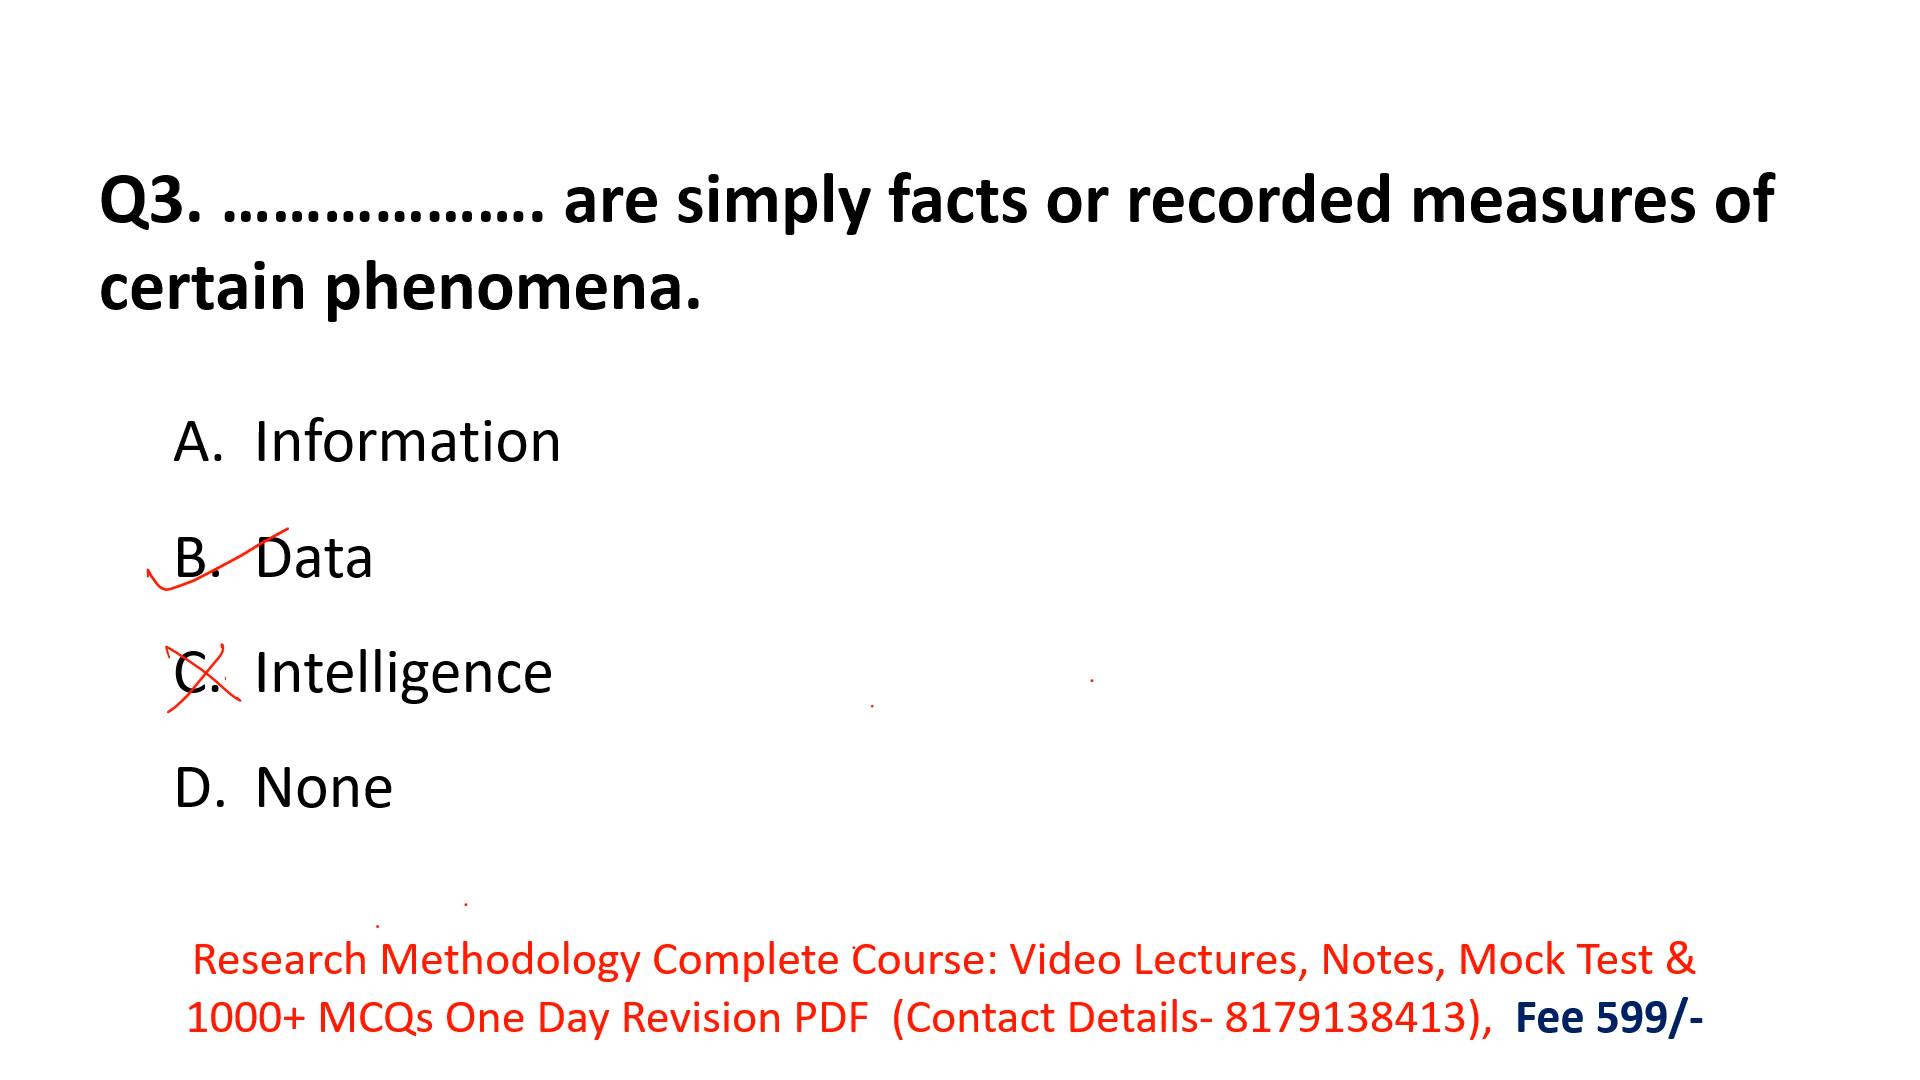 Q3. ………………. are simply facts or recorded measures of
certain phenomena.
A. Information
B. Data
C. Intelligence
D. None
Research Methodology Complete Course: Video Lectures, Notes, Mock Test &
1000+ MCQs One Day Revision PDF (Contact Details- 8179138413), Fee 599/-